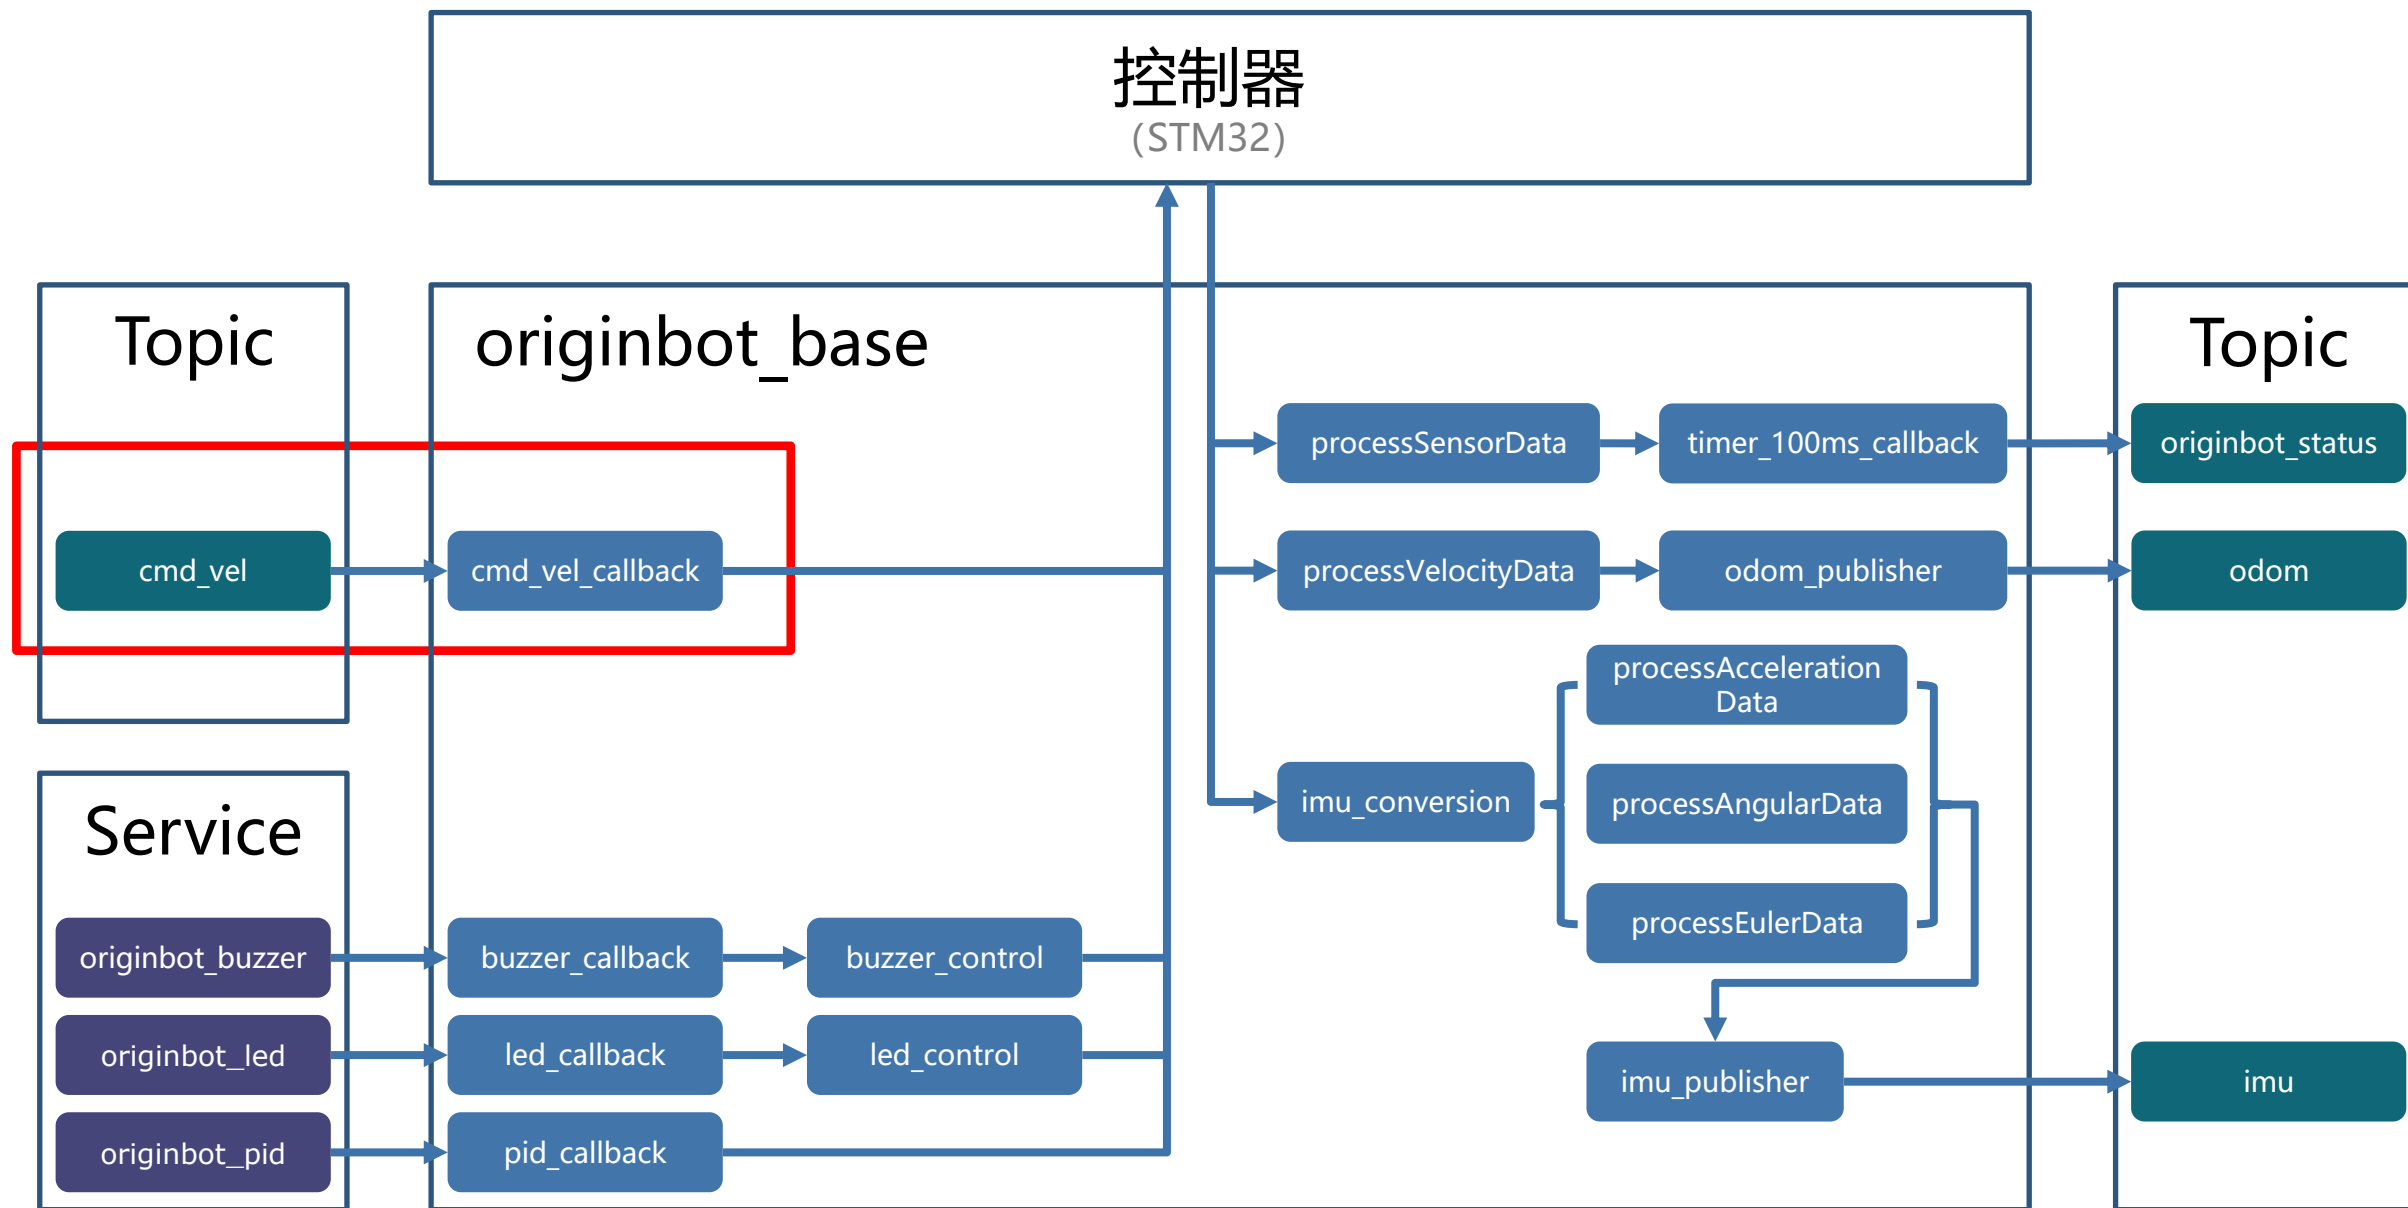 控制器
(STM32)
Topic
originbot_base
Topic
processSensorData
timer_100ms_callback
originbot_status
cmd_vel
cmd_vel_callback
processVelocityData
odom_publisher
odom
processAcceleration
Data
imu_conversion
processAngularData
Service
processEulerData
originbot_buzzer
buzzer_callback
buzzer_control
originbot_led
led_callback
led_control
imu_publisher
imu
originbot_pid
pid_callback